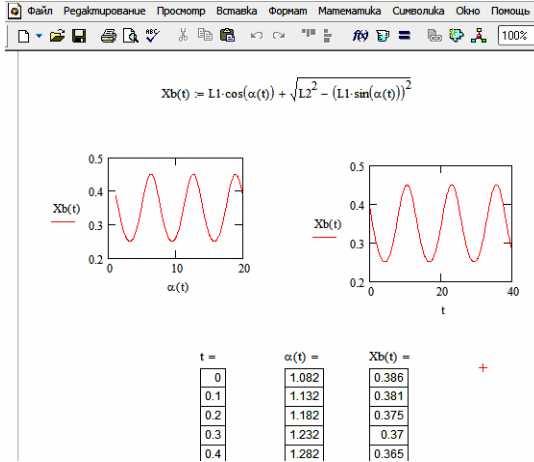 Файл Редактирование Просмотр Вставка Формат Математика Символика Окно Помощь
100%
Xb(t) := L1·cos(α(t)) + √(L2² − (L1·sin(α(t)))²)
0.5
0.4
0.3
0.2
Xb(t)
0 10 20
α(t)
0.5
0.4
0.3
0.2
Xb(t)
0 20 40
t
t = α(t) = Xb(t) =
0 1.082 0.386
0.1 1.132 0.381
0.2 1.182 0.375
0.3 1.232 0.37
0.4 1.282 0.365